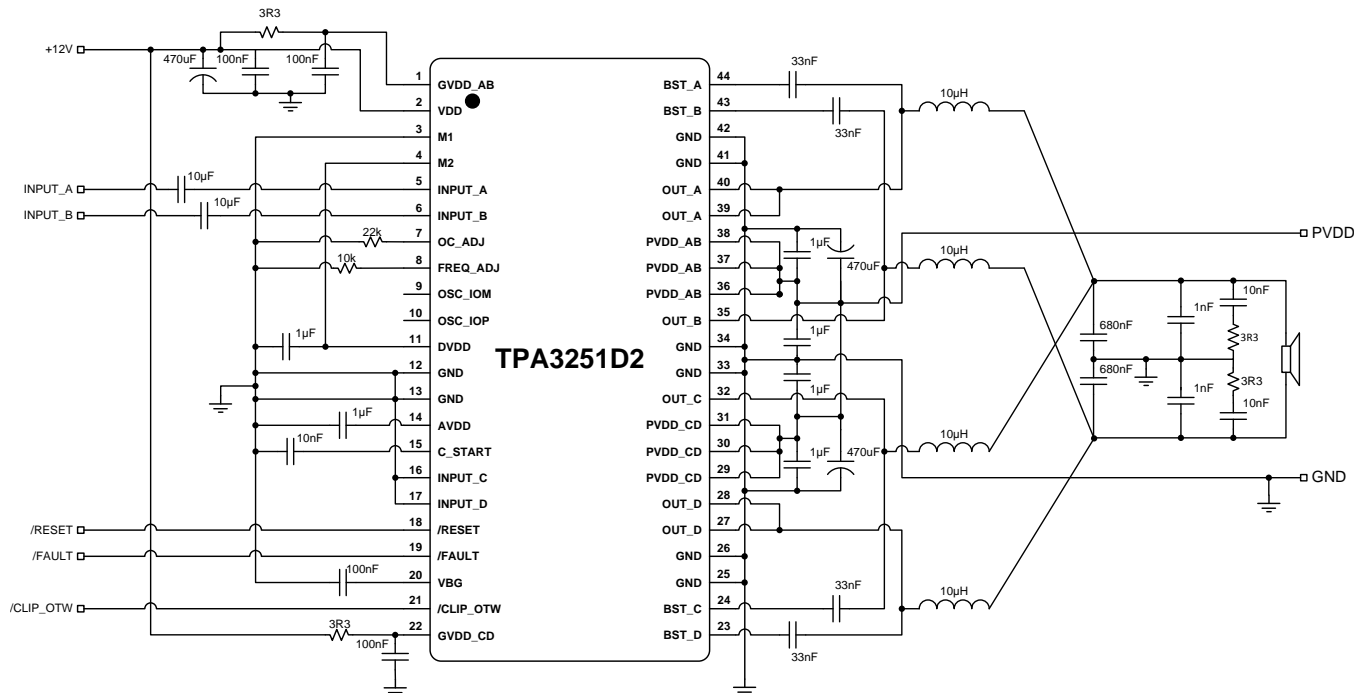 3R3
+12V
470uF
100nF
100nF
1
GVDD_AB
2
VDD
3
M1
4
M2
INPUT_A
10µF
5
INPUT_A
INPUT_B
10µF
6
INPUT_B
22k
7
OC_ADJ
10k
8
FREQ_ADJ
9
OSC_IOM
10
OSC_IOP
1µF
11
DVDD
12
GND
13
GND
1µF
14
AVDD
10nF
15
C_START
16
INPUT_C
17
INPUT_D
/RESET
18
/RESET
/FAULT
19
/FAULT
100nF
20
VBG
/CLIP_OTW
21
/CLIP_OTW
3R3
100nF
22
GVDD_CD
TPA3251D2
BST_A
44
33nF
BST_B
43
33nF
GND
42
GND
41
OUT_A
40
OUT_A
39
PVDD_AB
38
PVDD_AB
37
PVDD_AB
36
OUT_B
35
GND
34
GND
33
OUT_C
32
PVDD_CD
31
PVDD_CD
30
PVDD_CD
29
OUT_D
28
OUT_D
27
GND
26
GND
25
BST_C
24
33nF
BST_D
23
33nF
1µF
470uF
1µF
1µF
1µF
470uF
10µH
10µH
10µH
10µH
PVDD
680nF
680nF
1nF
1nF
10nF
3R3
3R3
10nF
GND